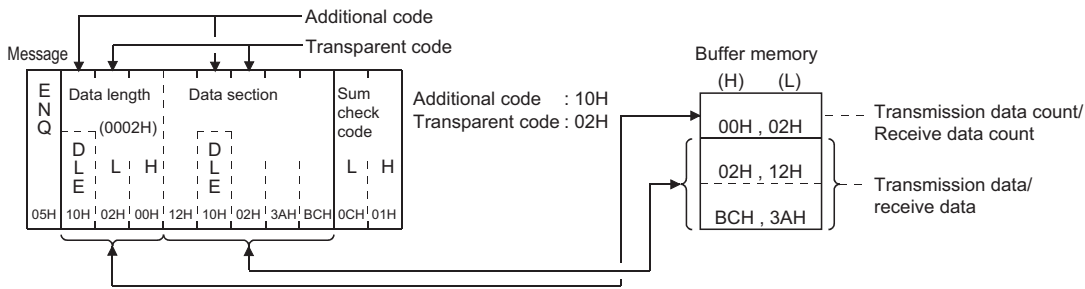 Additional code
Transparent code
Message
E N Q
Data length
(0002H)
D L E
L
H
Data section
D L E
Sum check code
L
H
05H
10H
02H
00H
12H
10H
02H
3AH
BCH
0CH
01H
Additional code : 10H
Transparent code : 02H
Buffer memory
(H) (L)
00H , 02H
02H , 12H
BCH , 3AH
Transmission data count/
Receive data count
Transmission data/
receive data